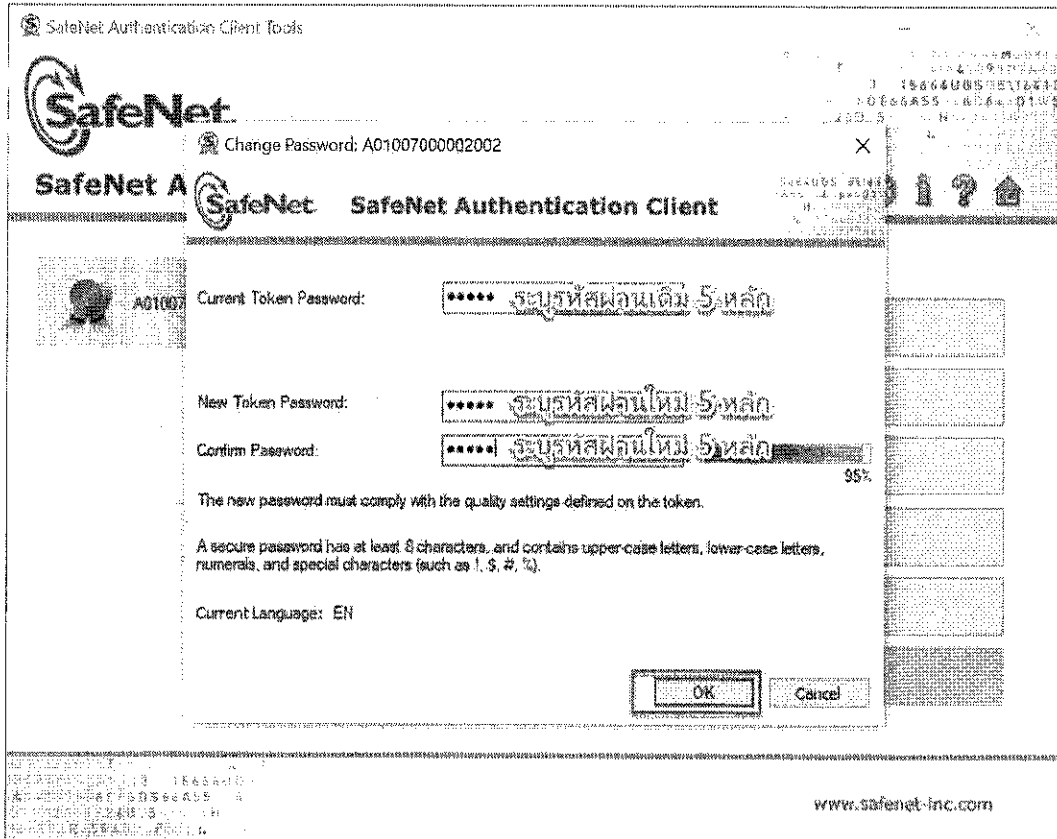 SafeNet Authentication Client Tools
SafeNet
SafeNet A
Change Password: A01007000002002
SafeNet SafeNet Authentication Client
A01007
Current Token Password: ระบุรหัสผ่านเดิม 5 หลัก
New Token Password: ระบุรหัสผ่านใหม่ 5 หลัก
Confirm Password: ระบุรหัสผ่านใหม่ 5 หลัก
95%
The new password must comply with the quality settings defined on the token.
A secure password has at least 8 characters, and contains upper-case letters, lower-case letters,
numerals, and special characters (such as !, $, #, %).
Current Language: EN
OK Cancel
www.safenet-inc.com